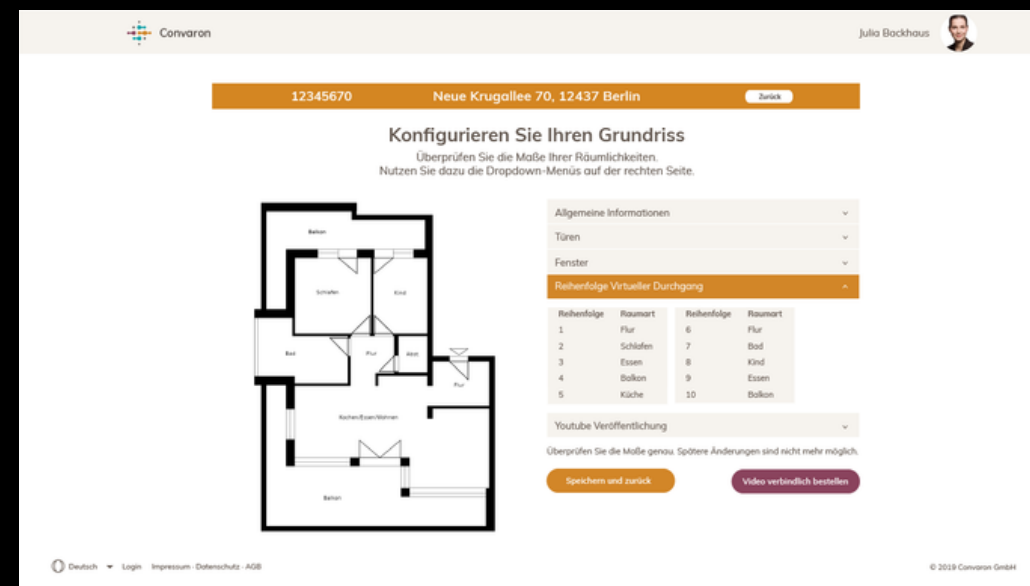 Convaron
Julia Backhaus
12345670 Neue Krugallee 70, 12437 Berlin Zurück
Konfigurieren Sie Ihren Grundriss
Überprüfen Sie die Maße Ihrer Räumlichkeiten.
Nutzen Sie dazu die Dropdown-Menüs auf der rechten Seite.
Balkon
Schlafen
Kind
Bad
Flur
Abst
Flur
Kochen/Essen/Wohnen
Balkon
Allgemeine Informationen
Türen
Fenster
Reihenfolge Virtueller Durchgang
Reihenfolge Raumart Reihenfolge Raumart
1 Flur 6 Flur
2 Schlafen 7 Bad
3 Essen 8 Kind
4 Balkon 9 Essen
5 Küche 10 Balkon
Youtube Veröffentlichung
Überprüfen Sie die Maße genau. Spätere Änderungen sind nicht mehr möglich.
Speichern und zurück
Video verbindlich bestellen
Deutsch Login Impressum · Datenschutz · AGB
© 2019 Convaron GmbH